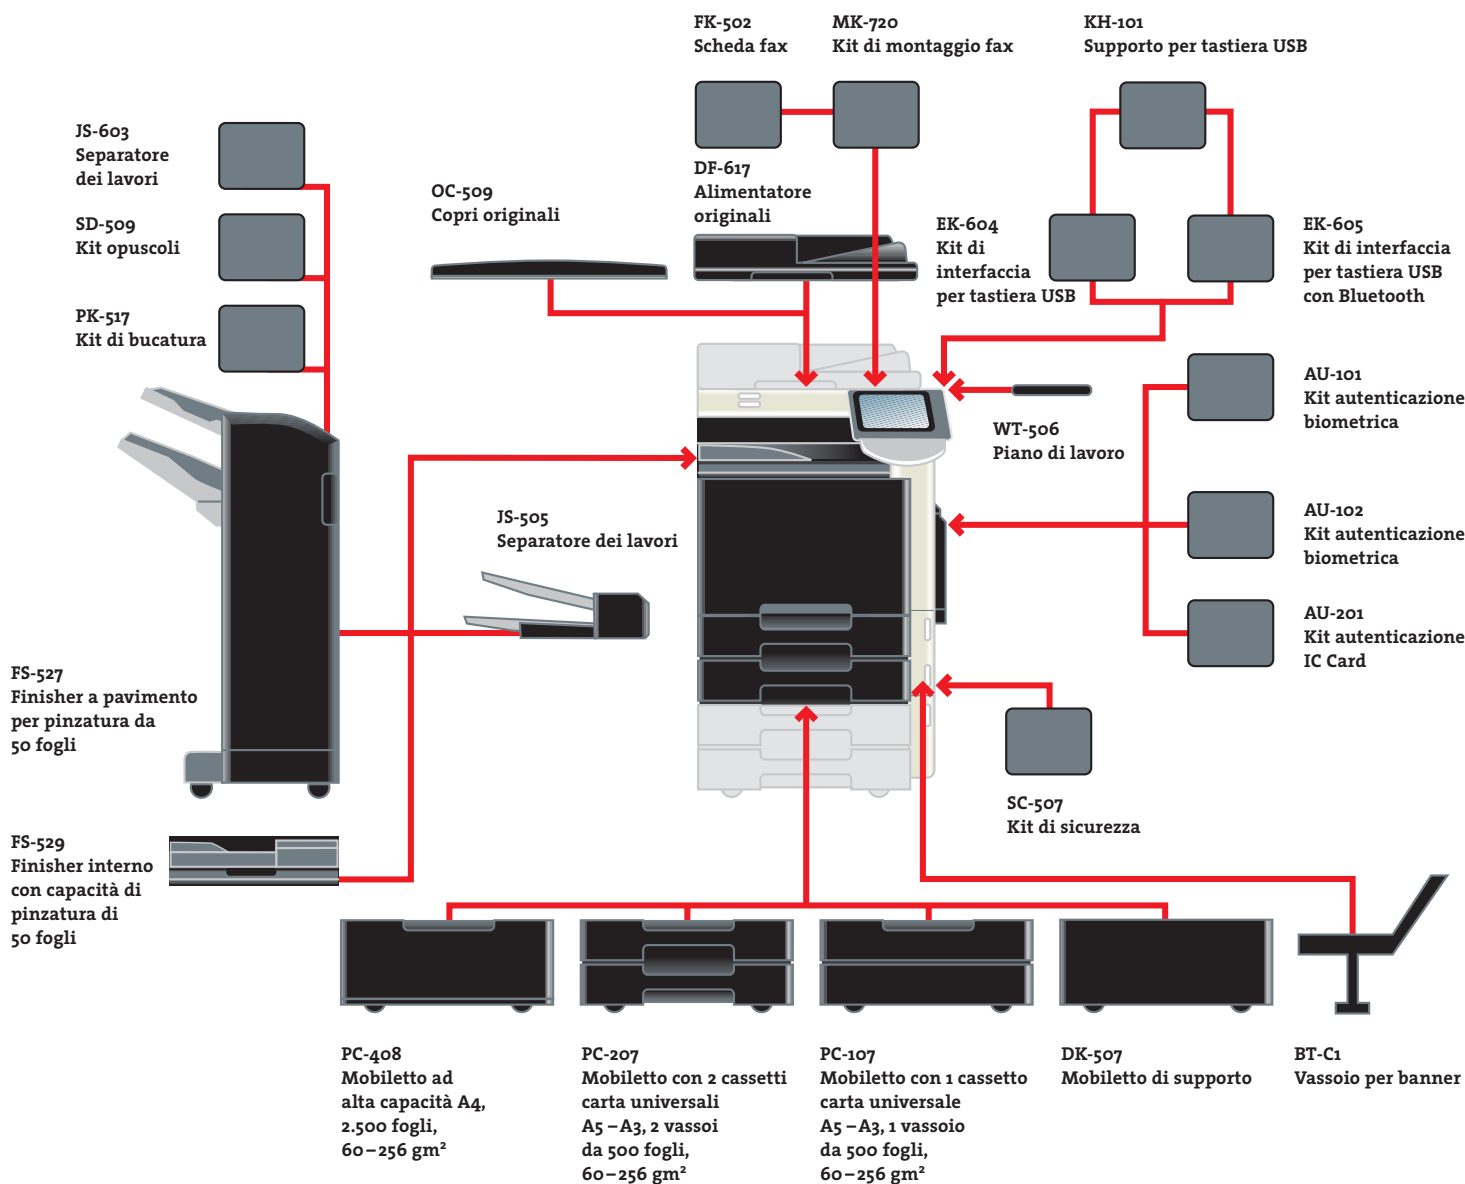 FK-502
Scheda fax
MK-720
Kit di montaggio fax
KH-101
Supporto per tastiera USB
JS-603
Separatore
dei lavori
SD-509
Kit opuscoli
PK-517
Kit di bucatura
OC-509
Copri originali
DF-617
Alimentatore
originali
EK-604
Kit di
interfaccia
per tastiera USB
EK-605
Kit di interfaccia
per tastiera USB
con Bluetooth
AU-101
Kit autenticazione
biometrica
WT-506
Piano di lavoro
AU-102
Kit autenticazione
biometrica
JS-505
Separatore dei lavori
AU-201
Kit autenticazione
IC Card
FS-527
Finisher a pavimento
per pinzatura da
50 fogli
SC-507
Kit di sicurezza
FS-529
Finisher interno
con capacità di
pinzatura di
50 fogli
PC-408
Mobiletto ad
alta capacità A4,
2.500 fogli,
60–256 gm²
PC-207
Mobiletto con 2 cassetti
carta universali
A5–A3, 2 vassoi
da 500 fogli,
60–256 gm²
PC-107
Mobiletto con 1 cassetto
carta universale
A5–A3, 1 vassoio
da 500 fogli,
60–256 gm²
DK-507
Mobiletto di supporto
BT-C1
Vassoio per banner